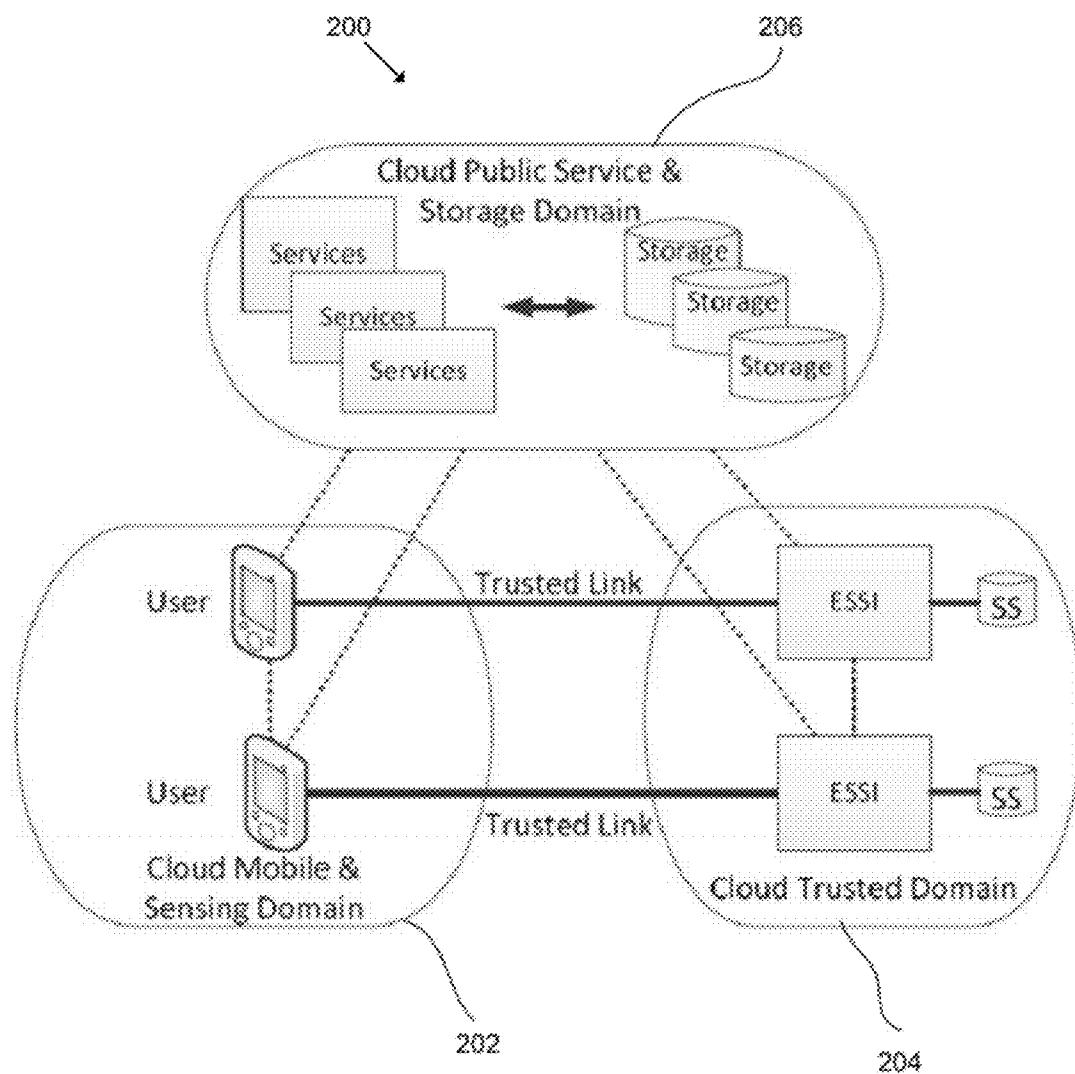 200
206
Cloud Public Service &
Storage Domain
Services
Services
Services
Storage
Storage
Storage
User
Trusted Link
ESSI
SS
User
Trusted Link
ESSI
SS
Cloud Mobile &
Sensing Domain
Cloud Trusted Domain
202
204